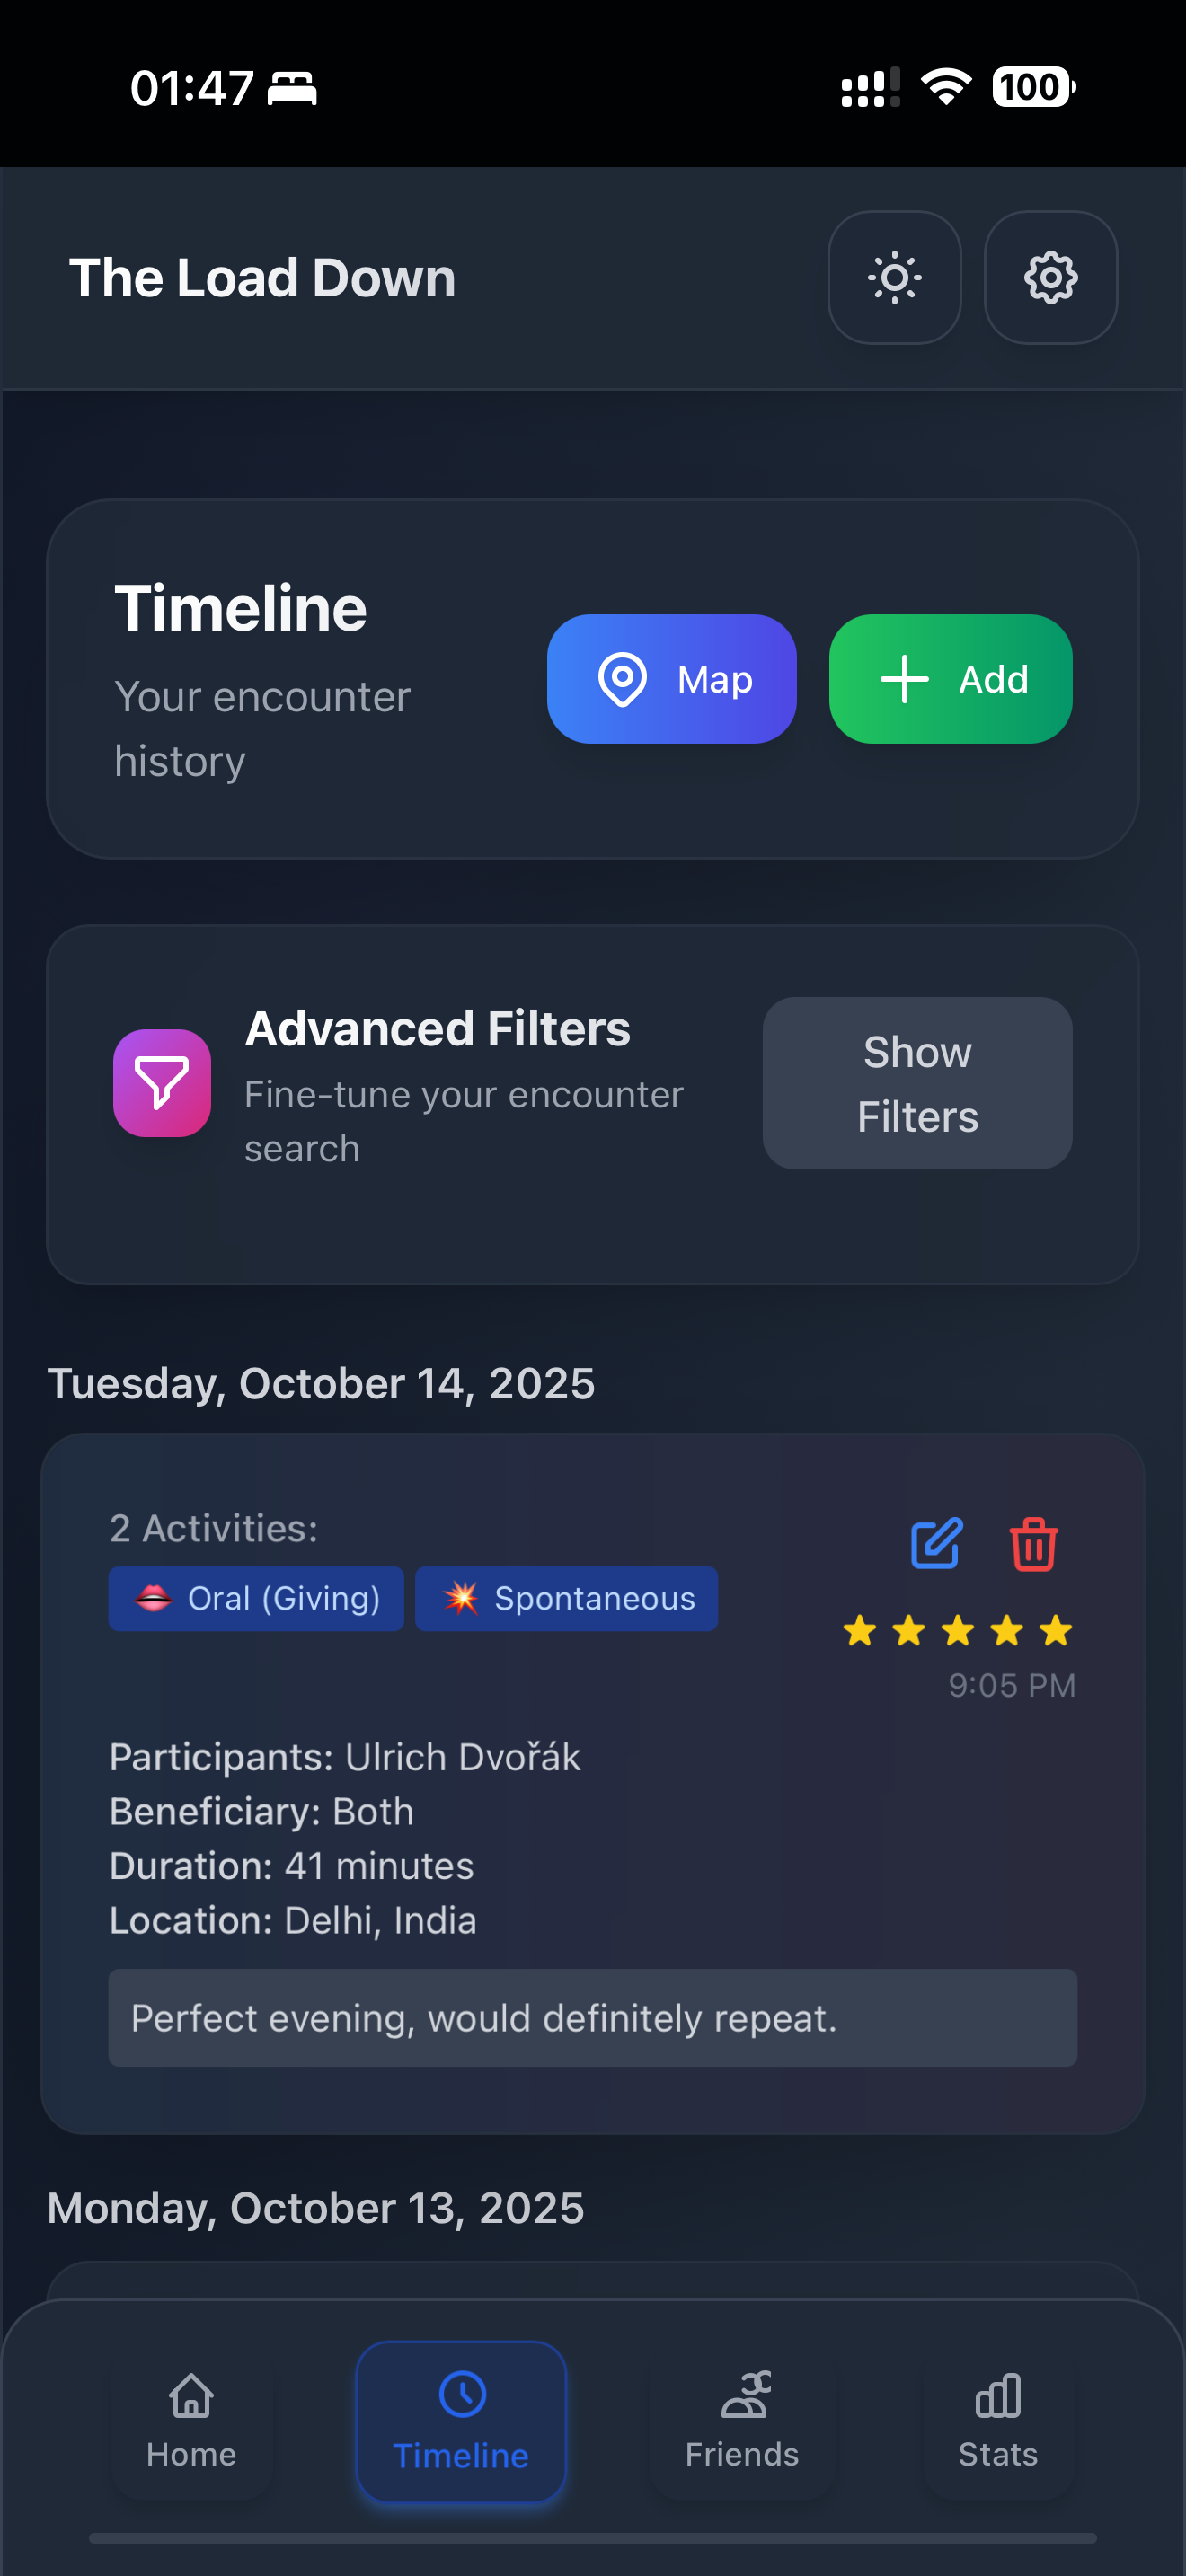 01:47
100
The Load Down
Timeline
Your encounter
history
Map
Add
Advanced Filters
Fine-tune your encounter
search
Show
Filters
Tuesday, October 14, 2025
2 Activities:
Oral (Giving)
Spontaneous
9:05 PM
Participants: Ulrich Dvořák
Beneficiary: Both
Duration: 41 minutes
Location: Delhi, India
Perfect evening, would definitely repeat.
Monday, October 13, 2025
Home
Timeline
Friends
Stats